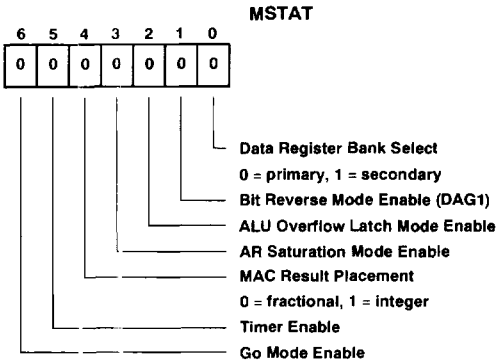 MSTAT
6 5 4 3 2 1 0
0 0 0 0 0 0 0
Data Register Bank Select
0 = primary, 1 = secondary
Bit Reverse Mode Enable (DAG1)
ALU Overflow Latch Mode Enable
AR Saturation Mode Enable
MAC Result Placement
0 = fractional, 1 = integer
Timer Enable
Go Mode Enable